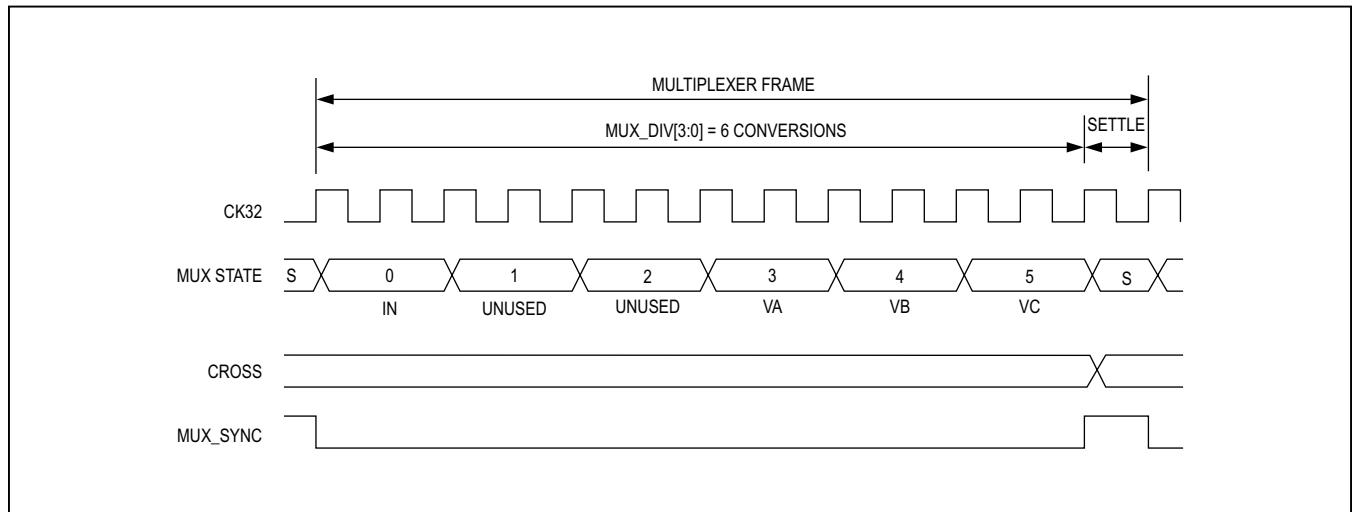 MULTIPLEXER FRAME
MUX_DIV[3:0] = 6 CONVERSIONS
SETTLE
CK32
MUX STATE S 0 1 2 3 4 5 S
IN UNUSED UNUSED VA VB VC
CROSS
MUX_SYNC